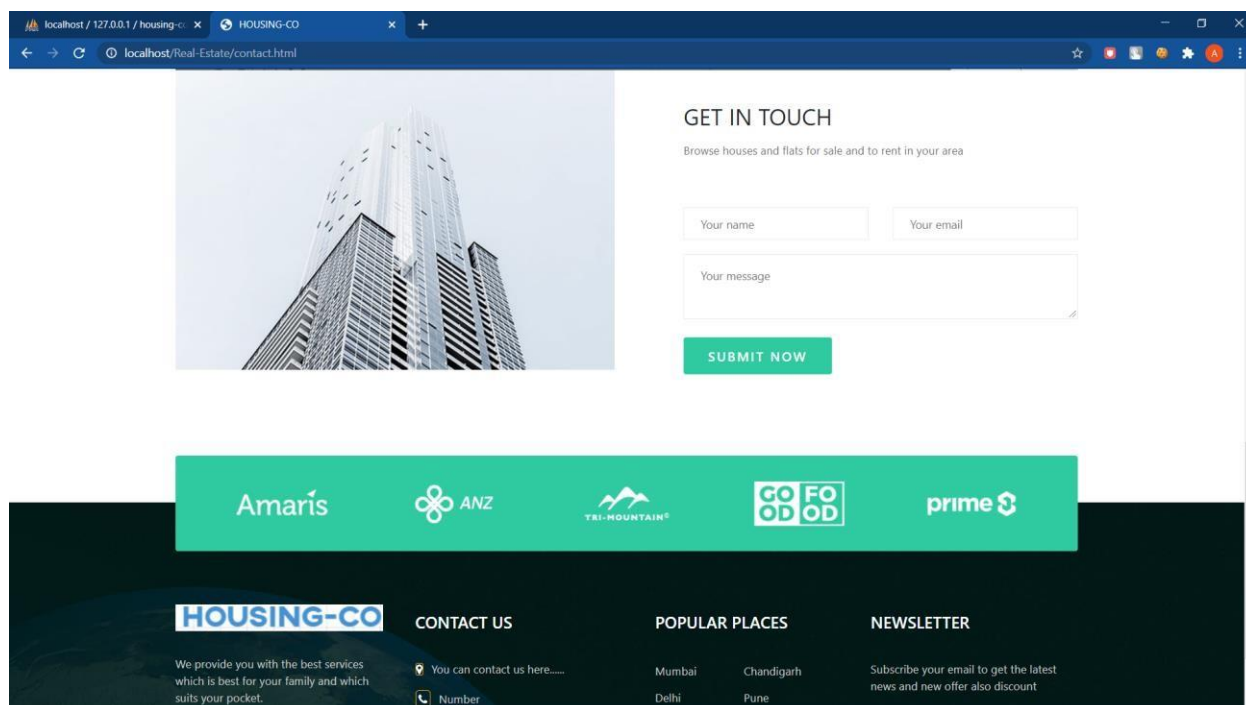 localhost / 127.0.0.1 / housing-c
HOUSING-CO
localhost/Real-Estate/contact.html
A
GET IN TOUCH
Browse houses and flats for sale and to rent in your area
Your name
Your email
Your message
SUBMIT NOW
Amaris
ANZ
TRI-MOUNTAIN®
GO FO
OD OD
prime
HOUSING-CO
We provide you with the best services
which is best for your family and which
suits your pocket.
CONTACT US
You can contact us here......
Number
POPULAR PLACES
Mumbai
Chandigarh
Delhi
Pune
NEWSLETTER
Subscribe your email to get the latest
news and new offer also discount